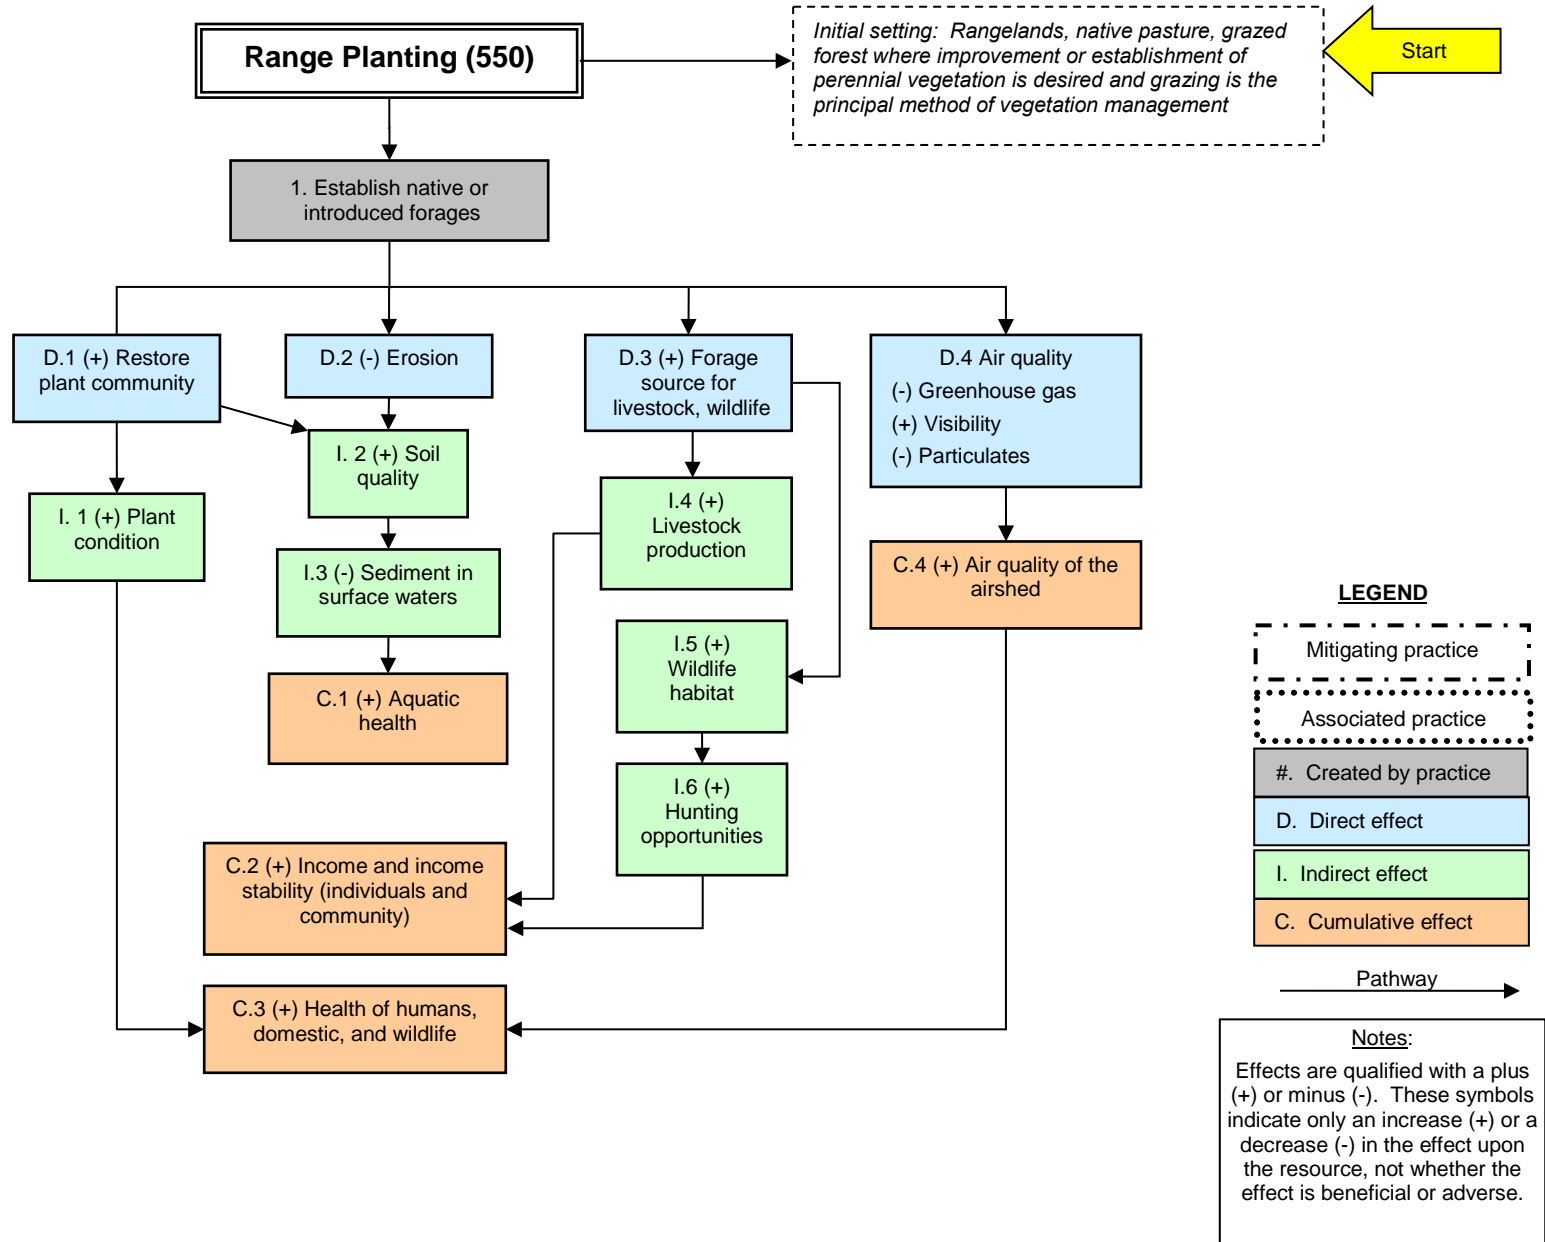 Range Planting (550)
Initial setting: Rangelands, native pasture, grazed
forest where improvement or establishment of
perennial vegetation is desired and grazing is the
principal method of vegetation management
Start
1. Establish native or
introduced forages
D.1 (+) Restore
plant community
D.2 (-) Erosion
D.3 (+) Forage
source for
livestock, wildlife
D.4 Air quality
(-) Greenhouse gas
(+) Visibility
(-) Particulates
I. 2 (+) Soil
quality
I. 1 (+) Plant
condition
I.4 (+)
Livestock
production
I.3 (-) Sediment in
surface waters
C.4 (+) Air quality of the
airshed
I.5 (+)
Wildlife
habitat
C.1 (+) Aquatic
health
I.6 (+)
Hunting
opportunities
C.2 (+) Income and income
stability (individuals and
community)
C.3 (+) Health of humans,
domestic, and wildlife
LEGEND
Mitigating practice
Associated practice
#. Created by practice
D. Direct effect
I. Indirect effect
C. Cumulative effect
Pathway
Notes:
Effects are qualified with a plus
(+) or minus (-). These symbols
indicate only an increase (+) or a
decrease (-) in the effect upon
the resource, not whether the
effect is beneficial or adverse.